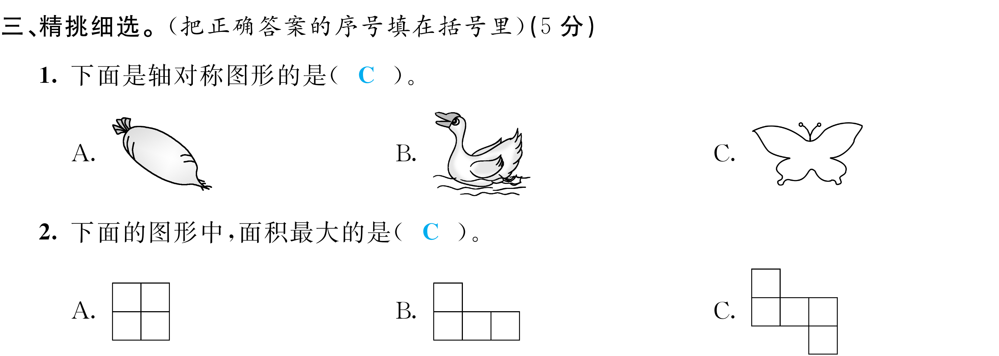 三、精挑细选。(把正确答案的序号填在括号里)(5 分)
1. 下面是轴对称图形的是( C )。
A. B. C.
2. 下面的图形中,面积最大的是( C )。
A. B. C.